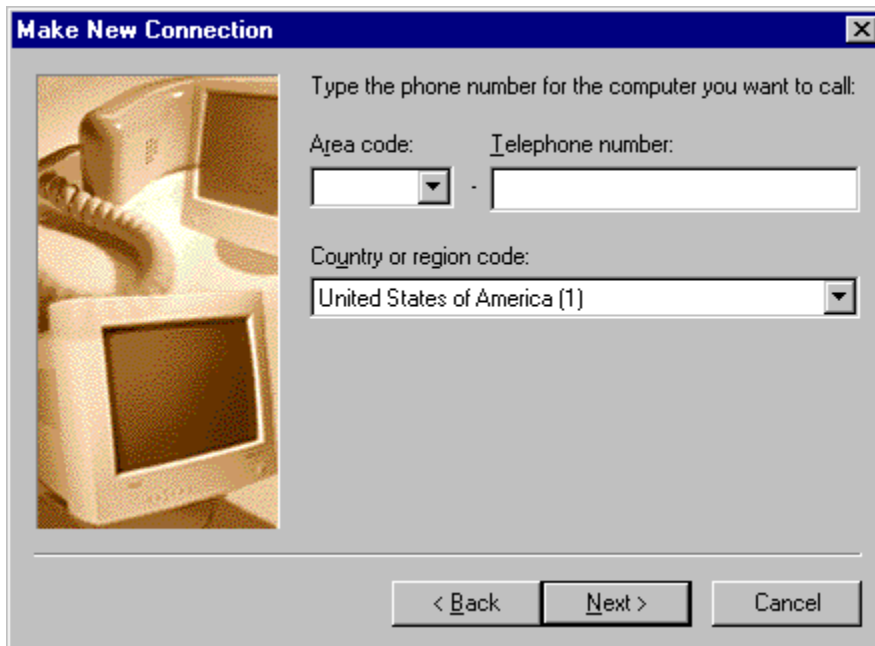 Make New Connection
Type the phone number for the computer you want to call:
Area code: Telephone number:
-
Country or region code:
United States of America (1)
< Back Next > Cancel